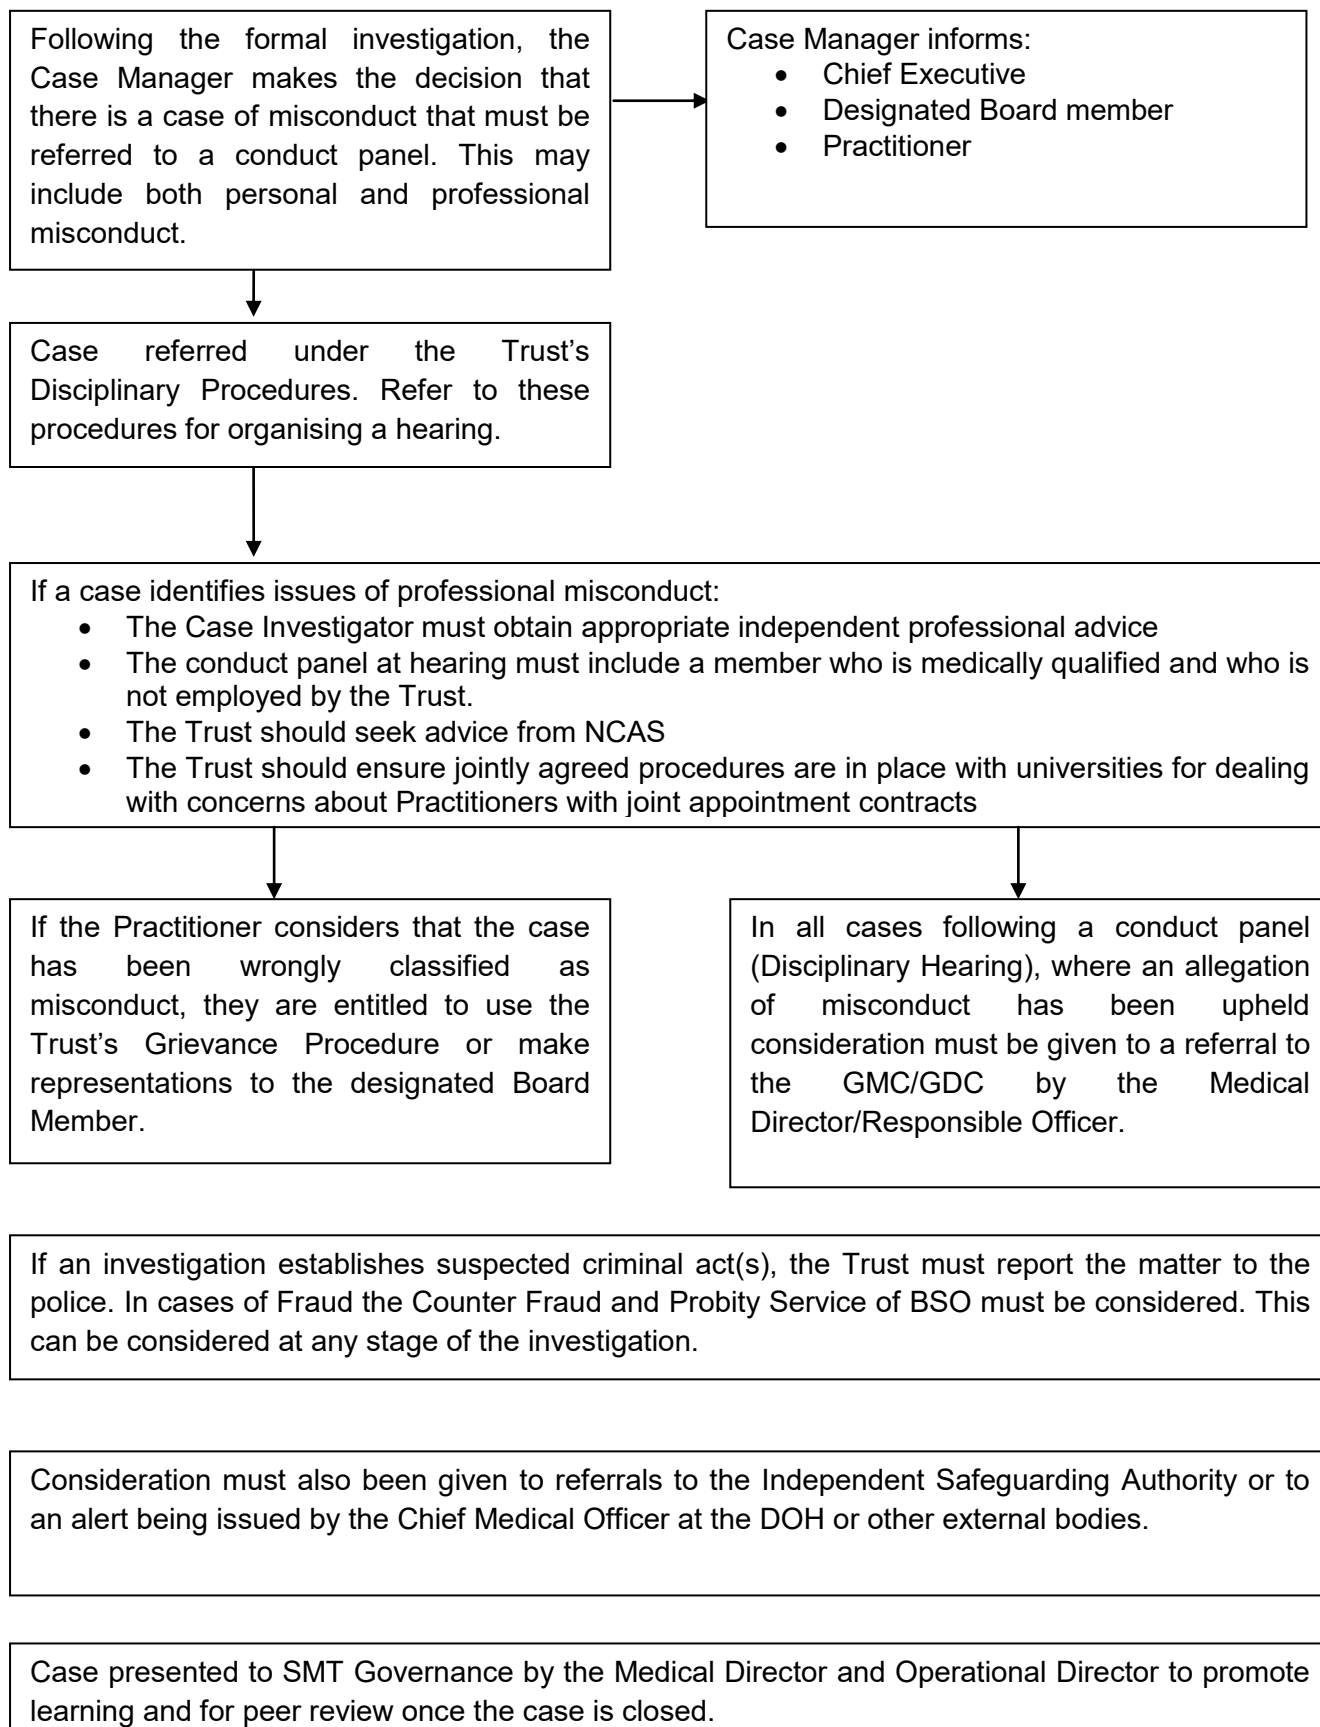 Following the formal investigation, the
Case Manager makes the decision that
there is a case of misconduct that must be
referred to a conduct panel. This may
include both personal and professional
misconduct.
Case Manager informs:
• Chief Executive
• Designated Board member
• Practitioner
Case referred under the Trust’s
Disciplinary Procedures. Refer to these
procedures for organising a hearing.
If a case identifies issues of professional misconduct:
• The Case Investigator must obtain appropriate independent professional advice
• The conduct panel at hearing must include a member who is medically qualified and who is
not employed by the Trust.
• The Trust should seek advice from NCAS
• The Trust should ensure jointly agreed procedures are in place with universities for dealing
with concerns about Practitioners with joint appointment contracts
If the Practitioner considers that the case
has been wrongly classified as
misconduct, they are entitled to use the
Trust’s Grievance Procedure or make
representations to the designated Board
Member.
In all cases following a conduct panel
(Disciplinary Hearing), where an allegation
of misconduct has been upheld
consideration must be given to a referral to
the GMC/GDC by the Medical
Director/Responsible Officer.
If an investigation establishes suspected criminal act(s), the Trust must report the matter to the
police. In cases of Fraud the Counter Fraud and Probity Service of BSO must be considered. This
can be considered at any stage of the investigation.
Consideration must also been given to referrals to the Independent Safeguarding Authority or to
an alert being issued by the Chief Medical Officer at the DOH or other external bodies.
Case presented to SMT Governance by the Medical Director and Operational Director to promote
learning and for peer review once the case is closed.